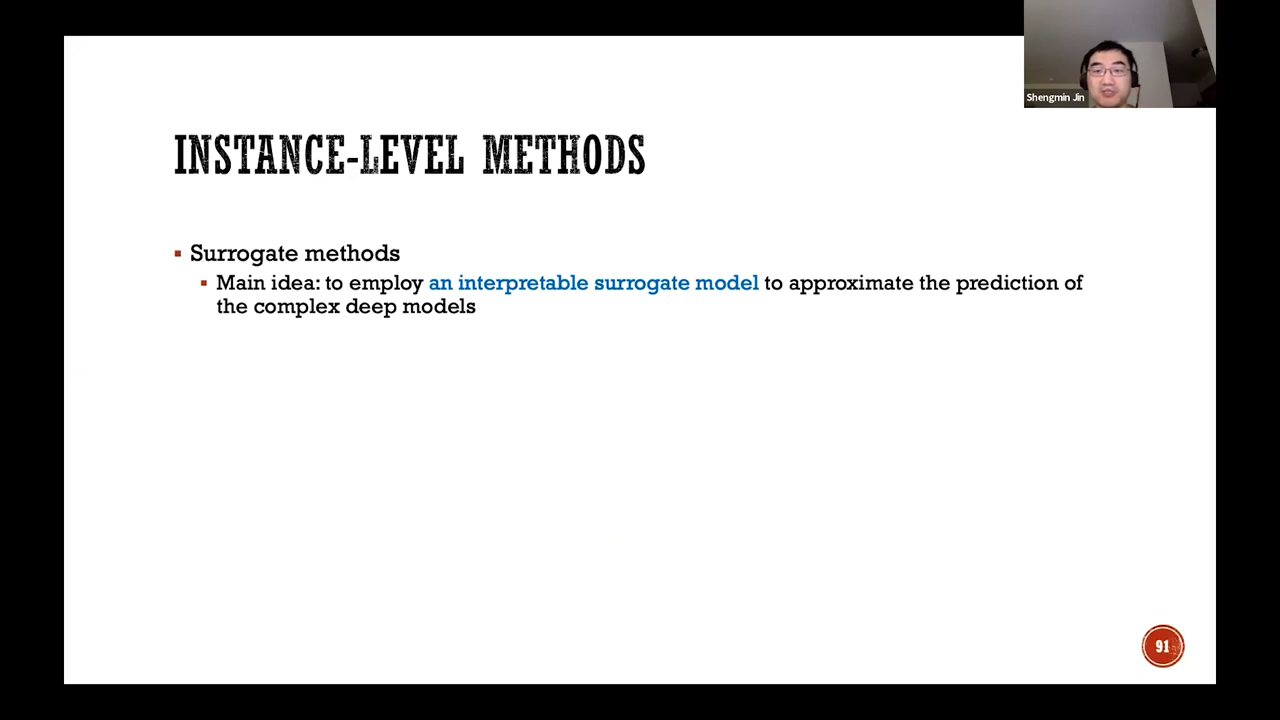 Shengmin Jin
INSTANCE-LEVEL METHODS
Surrogate methods
Main idea: to employ an interpretable surrogate model to approximate the prediction of
the complex deep models
91